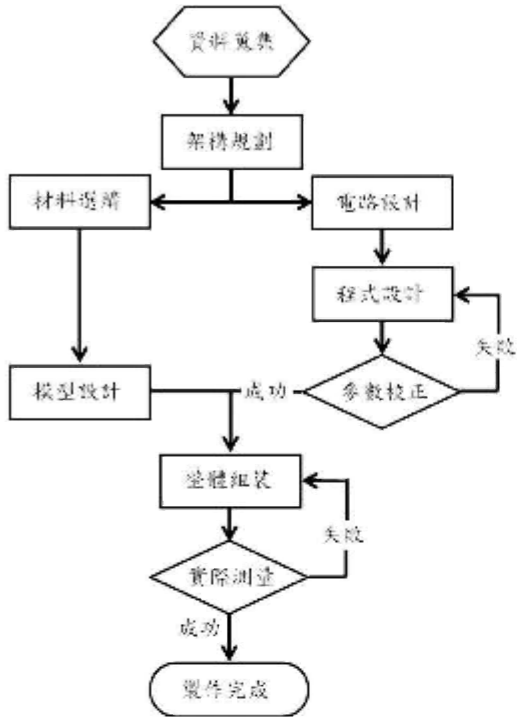 資料蒐集
架構規劃
材料選購
電路設計
程式設計
失敗
模型設計
成功
參數校正
整體組裝
失敗
實際測量
成功
製作完成